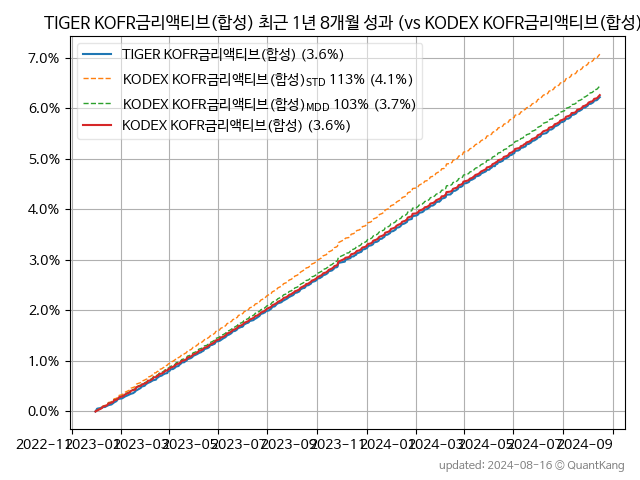 TIGER KOFR금리액티브(합성) 최근 1년 8개월 성과 (vs KODEX KOFR금리액티브(합성)
TIGER KOFR금리액티브(합성) (3.6%)
KODEX KOFR금리액티브(합성)STD 113% (4.1%)
KODEX KOFR금리액티브(합성)MDD 103% (3.7%)
KODEX KOFR금리액티브(합성) (3.6%)
7.0%
6.0%
5.0%
4.0%
3.0%
2.0%
1.0%
0.0%
2022-11 2023-01 2023-03 2023-05 2023-07 2023-09 2023-11 2024-01 2024-03 2024-05 2024-07 2024-09
updated: 2024-08-16 © QuantKang